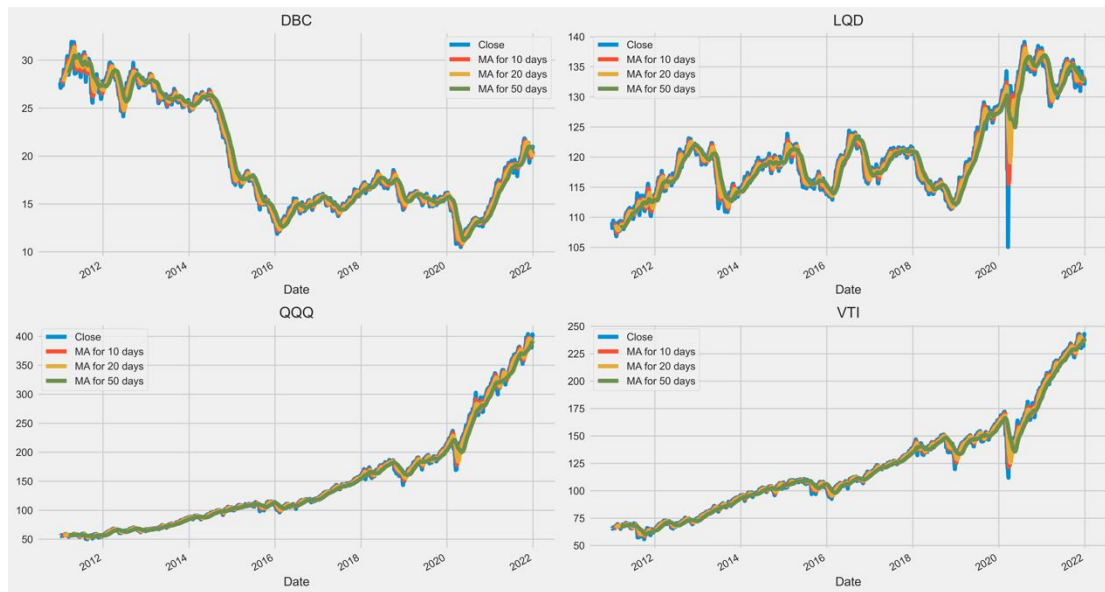 DBC
Close
MA for 10 days
MA for 20 days
MA for 50 days
30
25
20
15
10
2012
2014
2016
2018
2020
2022
Date
LQD
Close
MA for 10 days
MA for 20 days
MA for 50 days
140
135
130
125
120
115
110
105
2012
2014
2016
2018
2020
2022
Date
QQQ
Close
MA for 10 days
MA for 20 days
MA for 50 days
400
350
300
250
200
150
100
50
2012
2014
2016
2018
2020
2022
Date
VTI
Close
MA for 10 days
MA for 20 days
MA for 50 days
250
225
200
175
150
125
100
75
50
2012
2014
2016
2018
2020
2022
Date